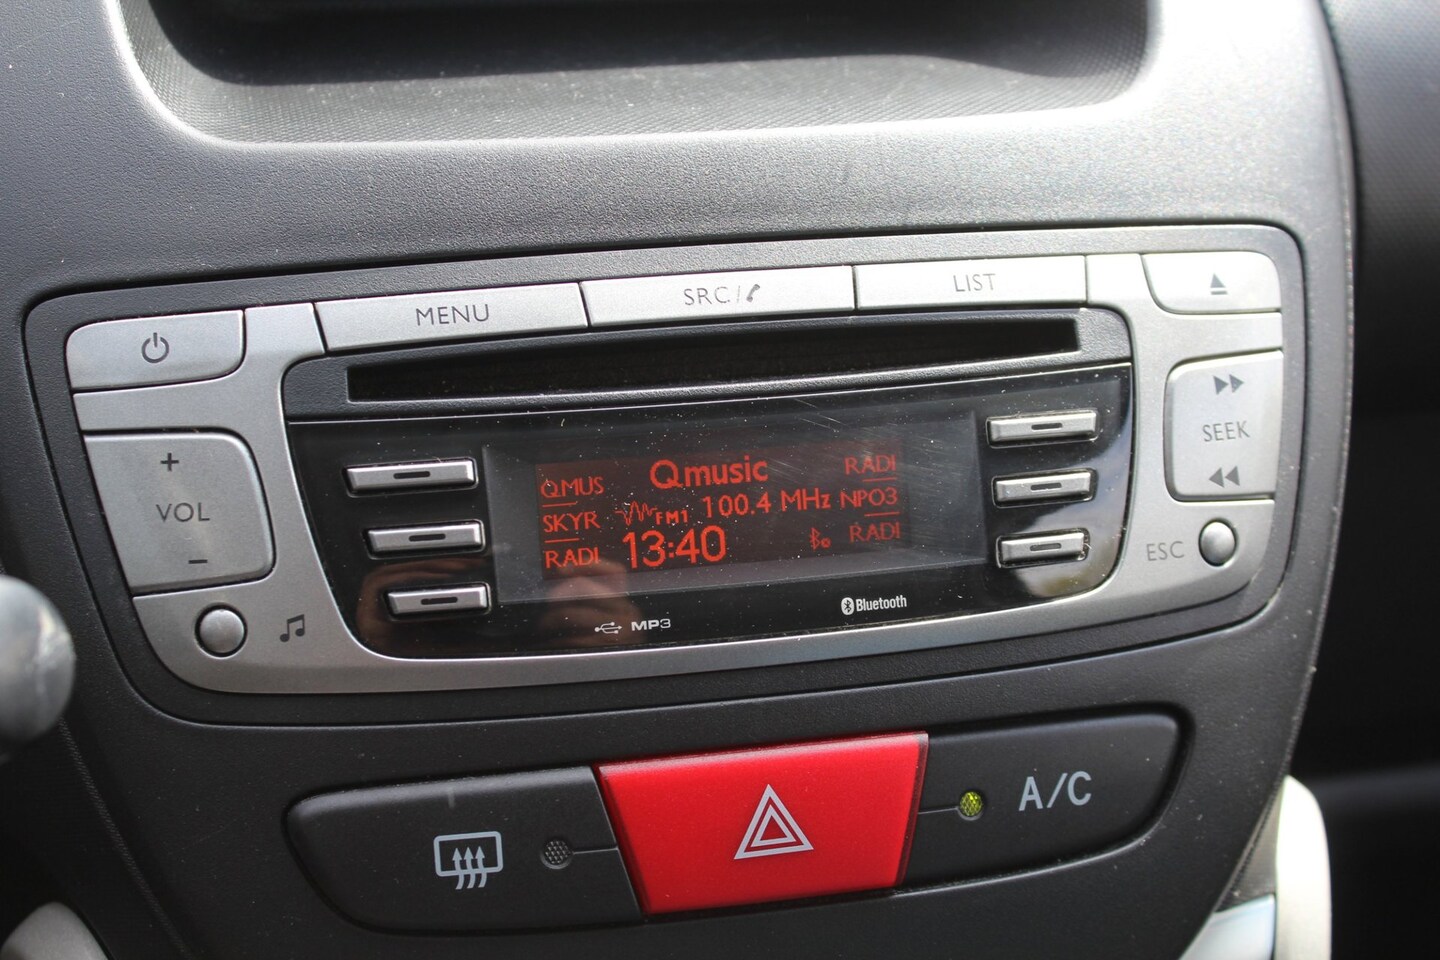 MENU
SRC/
LIST
+
VOL
−
SEEK
ESC
QMUS
SKYR
RADI
Qmusic
FM1 100.4 MHz
13:40
RADI
NPO3
RADI
MP3
Bluetooth
A/C